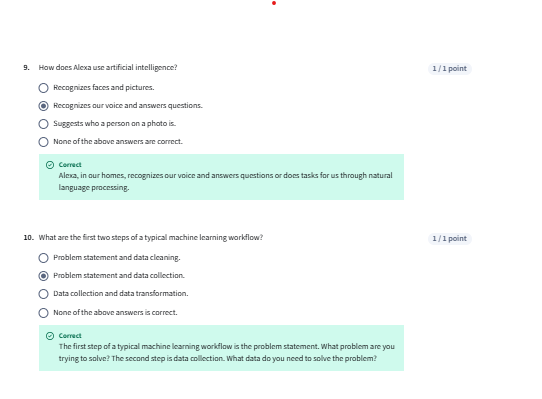 9. How does Alexa use artificial intelligence?
1 / 1 point
Recognizes faces and pictures.
Recognizes our voice and answers questions.
Suggests who a person on a photo is.
None of the above answers are correct.
Correct
Alexa, in our homes, recognizes our voice and answers questions or does tasks for us through natural
language processing.
10. What are the first two steps of a typical machine learning workflow?
1 / 1 point
Problem statement and data cleaning.
Problem statement and data collection.
Data collection and data transformation.
None of the above answers is correct.
Correct
The first step of a typical machine learning workflow is the problem statement. What problem are you
trying to solve? The second step is data collection. What data do you need to solve the problem?